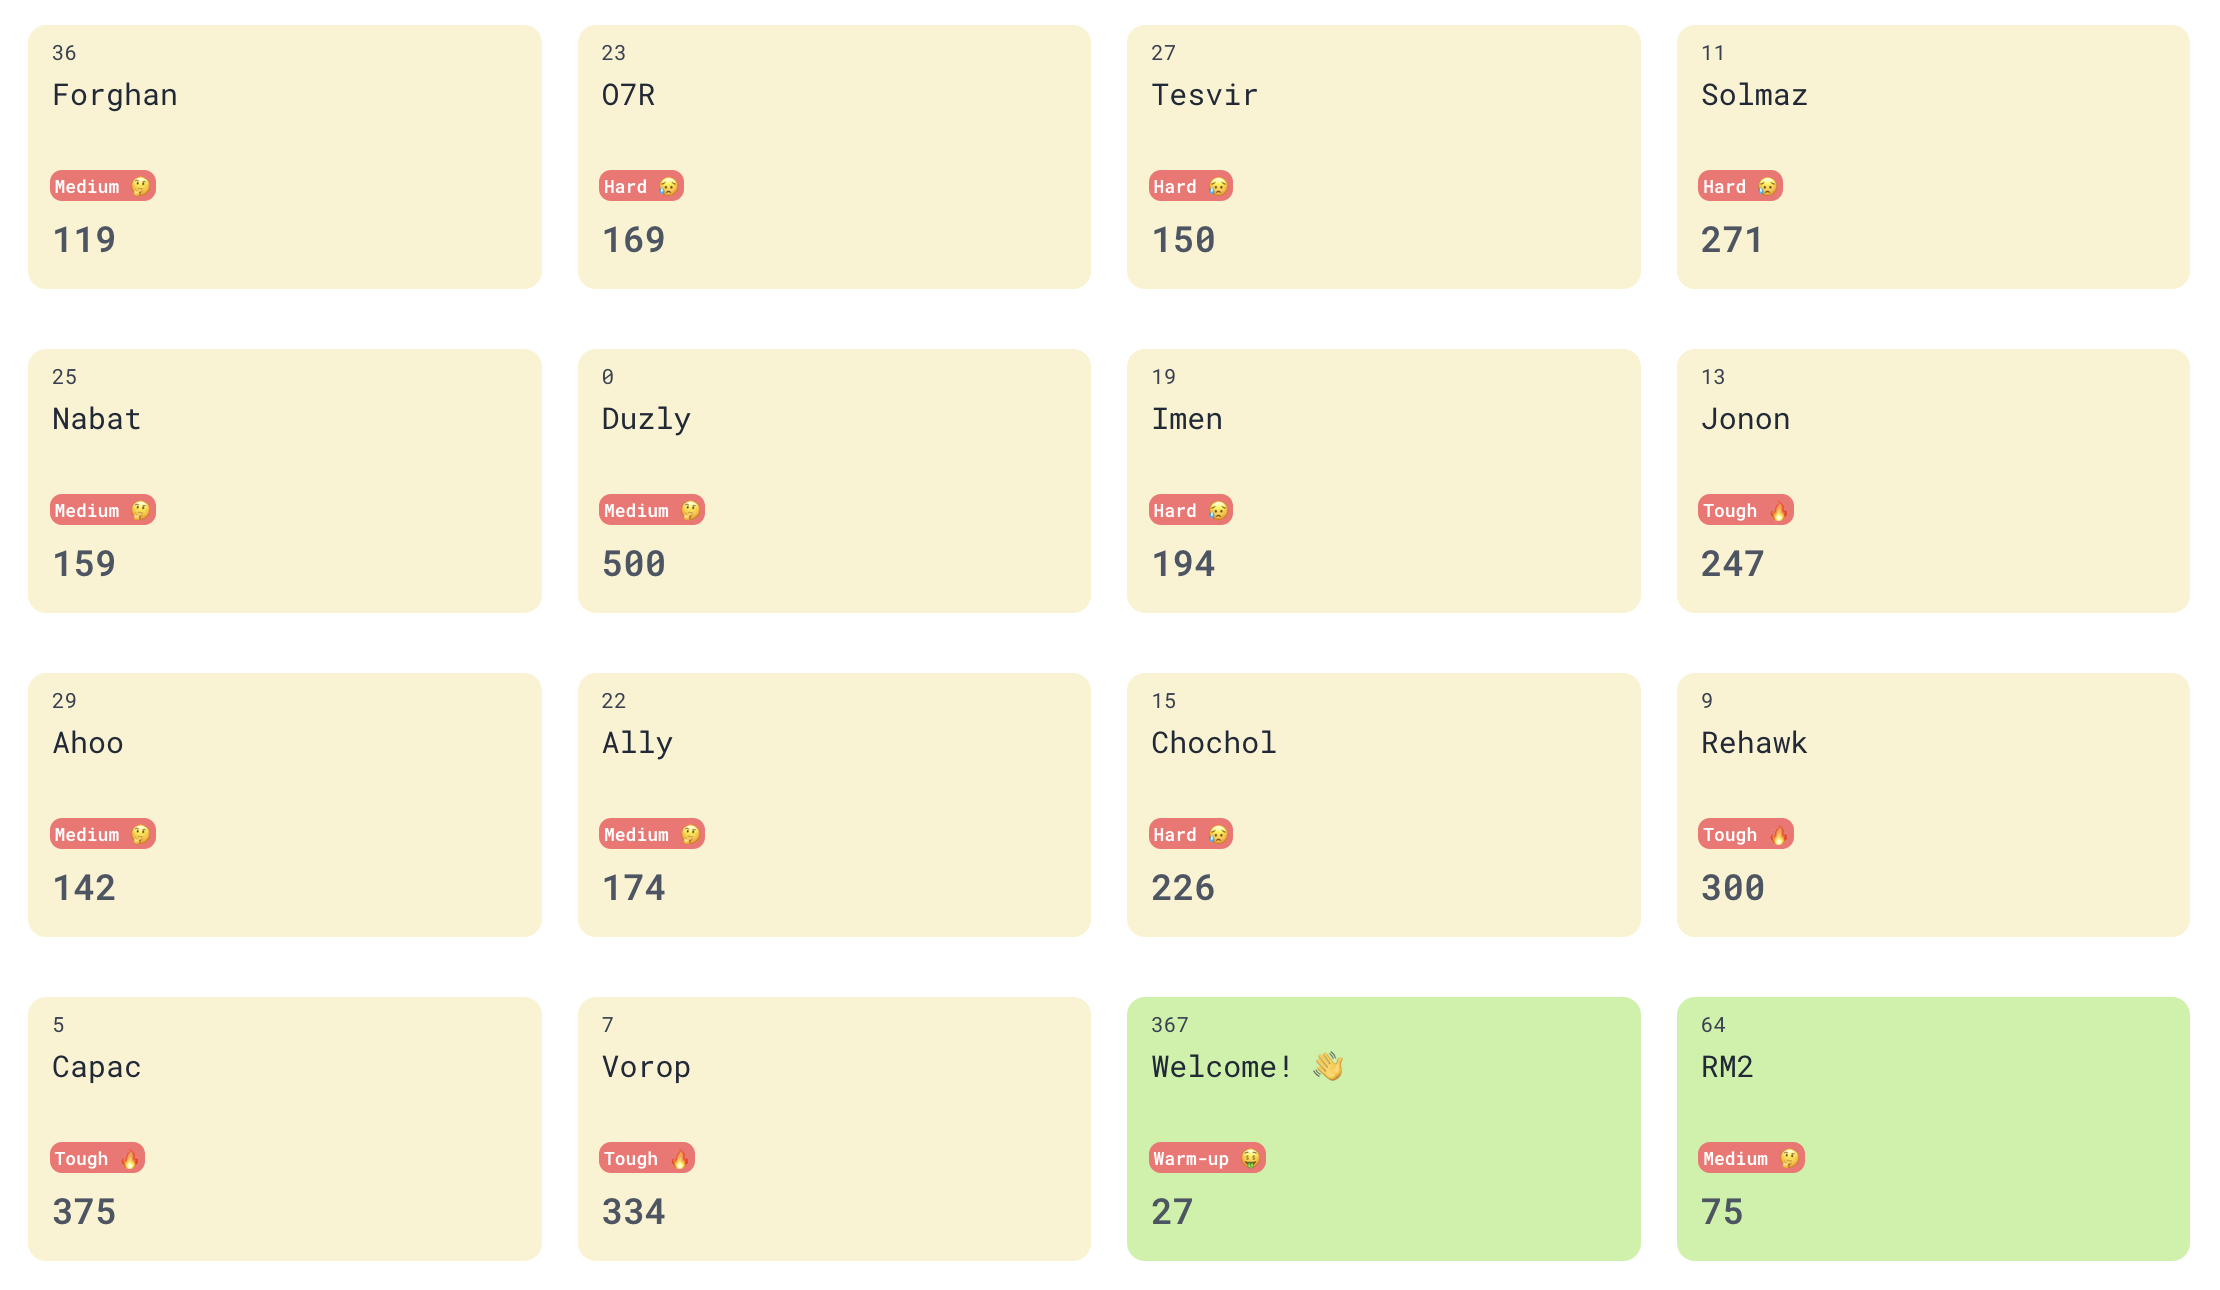 36
Forghan
Medium 🤔
119
23
O7R
Hard 😥
169
27
Tesvir
Hard 😥
150
11
Solmaz
Hard 😥
271
25
Nabat
Medium 🤔
159
0
Duzly
Medium 🤔
500
19
Imen
Hard 😥
194
13
Jonon
Tough 🔥
247
29
Ahoo
Medium 🤔
142
22
Ally
Medium 🤔
174
15
Chochol
Hard 😥
226
9
Rehawk
Tough 🔥
300
5
Capac
Tough 🔥
375
7
Vorop
Tough 🔥
334
367
Welcome! 👋
Warm-up 🤑
27
64
RM2
Medium 🤔
75